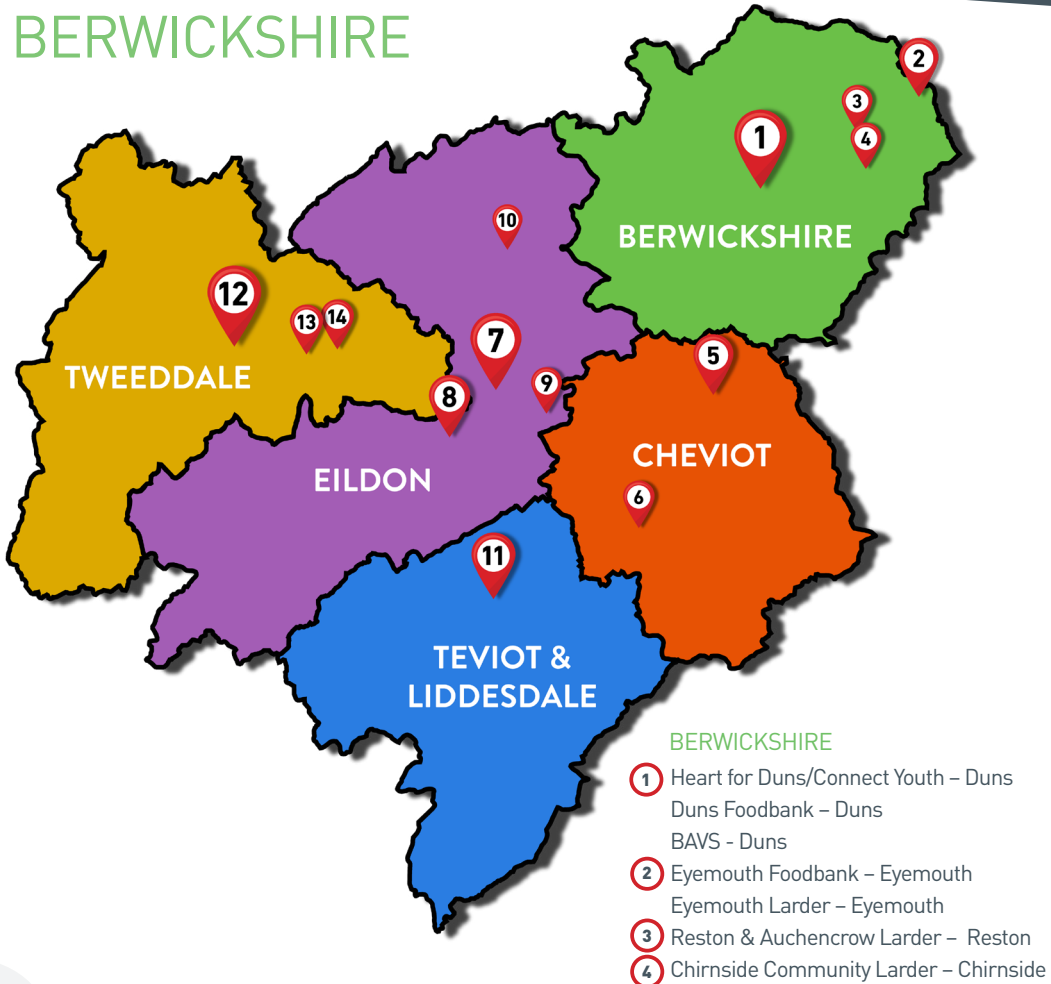 BERWICKSHIRE
2
3
1
4
10
BERWICKSHIRE
12
13 14
7
5
TWEEDDALE
8
9
CHEVIOT
EILDON
6
11
TEVIOT &
LIDDESDALE
BERWICKSHIRE
1 Heart for Duns/Connect Youth – Duns
Duns Foodbank – Duns
BAVS - Duns
2 Eyemouth Foodbank – Eyemouth
Eyemouth Larder – Eyemouth
3 Reston & Auchencrow Larder – Reston
4 Chirnside Community Larder – Chirnside